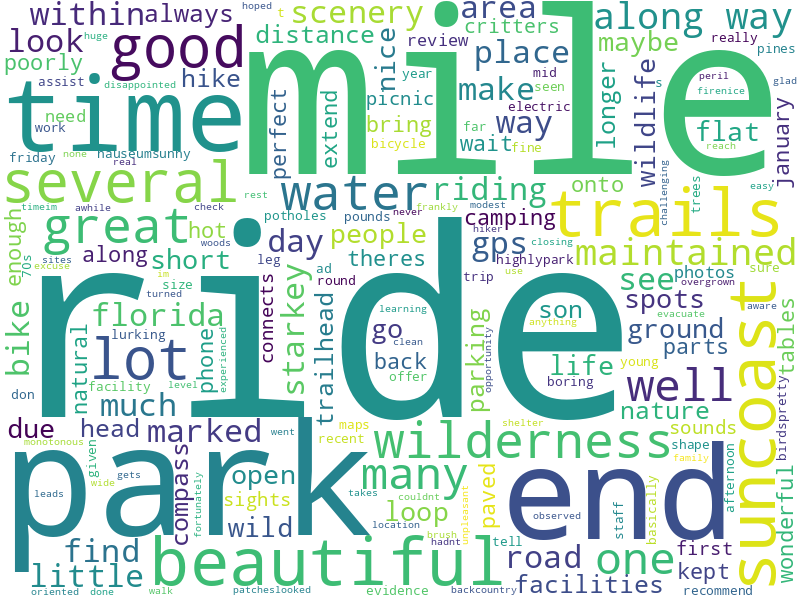 within
always
look
good
poorly
hike
assist
work
need
friday
hauseumsunny
disappointed
huge
hoped
t
time
mile
ride
park
end
scenery
area
along way
distance
nice
review
critters
place
maybe
really
pines
year
mid
seen
make
electric
s
peril
firenice
glad
picnic
perfect
extend
bring
far
way
longer
wildlife
flat
january
bicycle
fine
wait
reach
none
real
several
great
water
riding
onto
trees
challenging
easy
trails
timeim
awhile
check
rest
hot
potholes
pounds
never
frankly
modest
hiker
camping
woods
closing
maintained
enough
70s
along
short
day
people
gps
highlypark
leg
ad
theres
round
trip
use
overgrown
see
photos
sure
sites
excuse
im
size
turned
connects
florida
starkey
trailhead
learning
go
clean
son
spots
aware
evacuate
ground
parts
tables
suncoast
bike
lurking
lot
phone
experienced
natural
facility
level
back
offer
parking
opportunity
anything
life
young
boring
birdspretty
don
much
well
nature
due
head
marked
maps
recent
shelter
wilderness
sounds
shape
family
afternoon
wonderful
monotonous
went
given
wide
gets
compass
fortunately
open
sights
many
takes
couldnt
unpleasant
paved
tell
staff
basically
leads
wild
loop
location
observed
find
brush
hadnt
road
one
first
kept
little
beautiful
facilities
oriented
done
walk
patcheslooked
evidence
backcountry
recommend